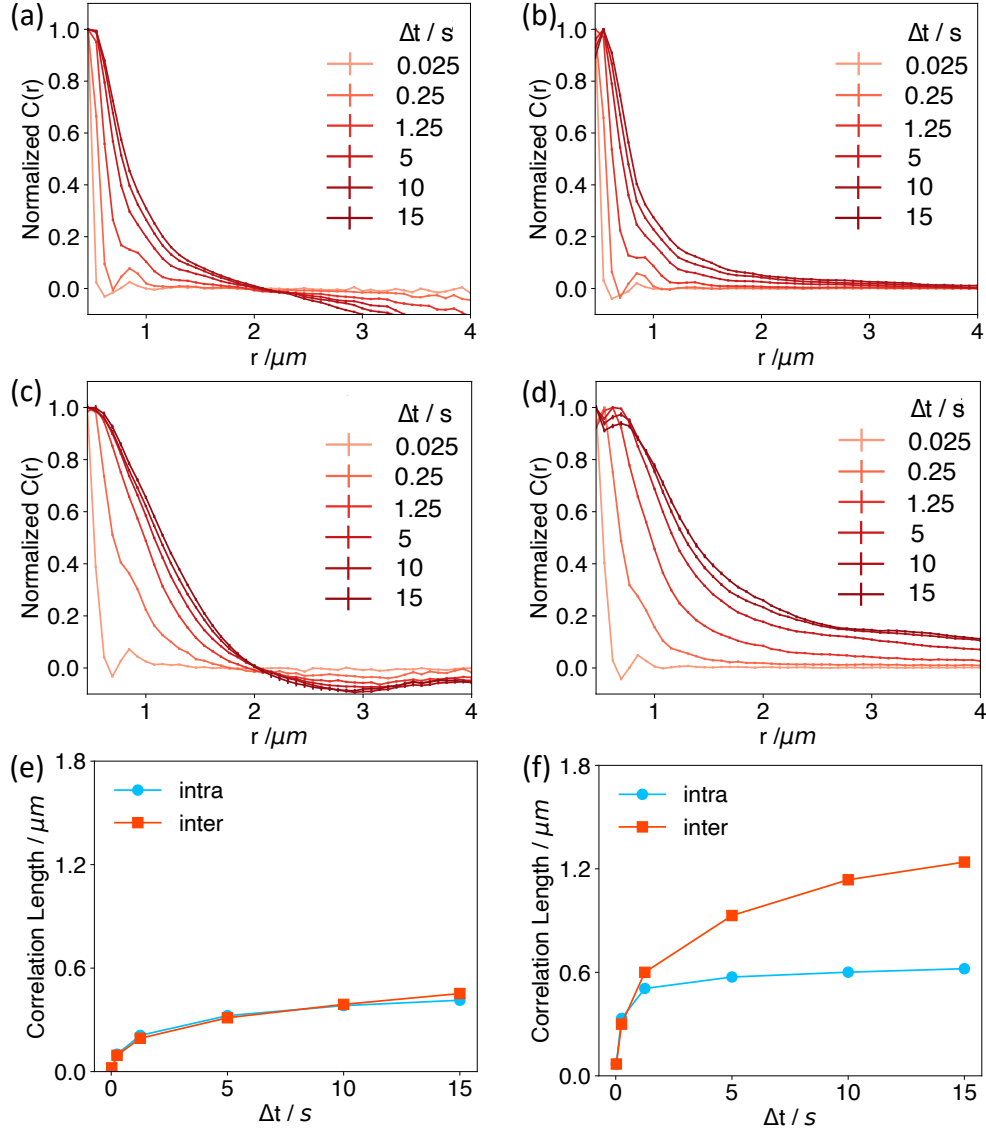 (a)
Normalized C(r)
1.0
0.8
0.6
0.4
0.2
0.0
Δt / s
0.025
0.25
1.25
5
10
15
1 2 3 4
r /μm
(b)
Normalized C(r)
1.0
0.8
0.6
0.4
0.2
0.0
Δt / s
0.025
0.25
1.25
5
10
15
1 2 3 4
r /μm
(c)
Normalized C(r)
1.0
0.8
0.6
0.4
0.2
0.0
Δt / s
0.025
0.25
1.25
5
10
15
1 2 3 4
r /μm
(d)
Normalized C(r)
1.0
0.8
0.6
0.4
0.2
0.0
Δt / s
0.025
0.25
1.25
5
10
15
1 2 3 4
r /μm
(e)
Correlation Length / μm
1.8
1.2
0.6
0.0
intra
inter
0 5 10 15
Δt / s
(f)
Correlation Length / μm
1.8
1.2
0.6
0.0
intra
inter
0 5 10 15
Δt / s